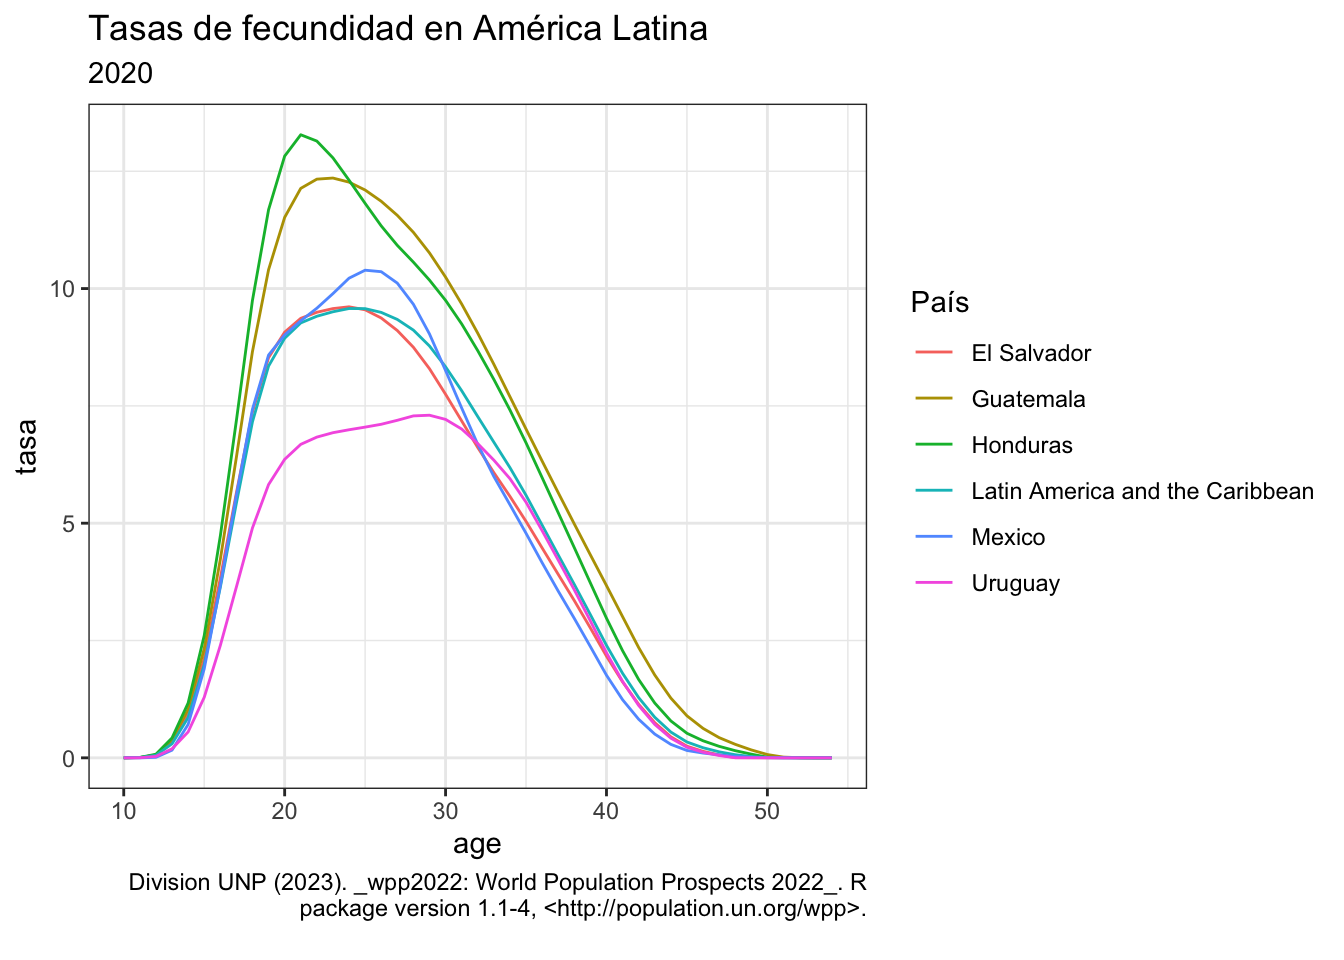 Tasas de fecundidad en América Latina
2020
10
5
0
tasa
10 20 30 40 50
age
País
El Salvador
Guatemala
Honduras
Latin America and the Caribbean
Mexico
Uruguay
Division UNP (2023). _wpp2022: World Population Prospects 2022_. R
package version 1.1-4, <http://population.un.org/wpp>.